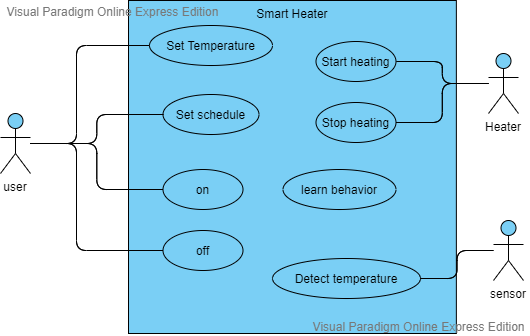 Visual Paradigm Online Express Edition
Smart Heater
Set Temperature
Start heating
Set schedule
Stop heating
Heater
user
on
learn behavior
off
Detect temperature
sensor
Visual Paradigm Online Express Edition